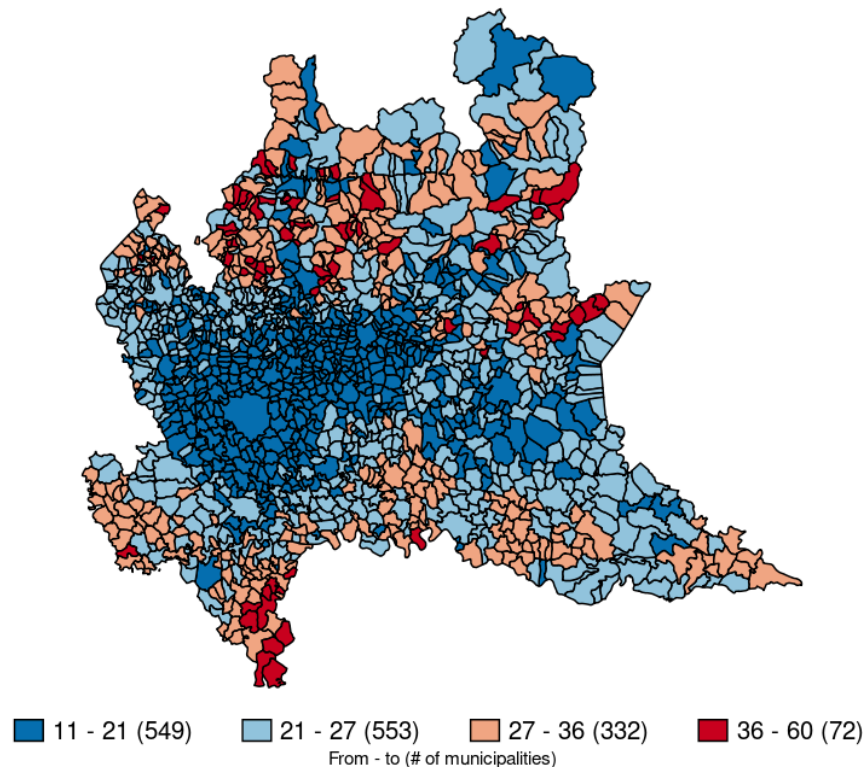 11 - 21 (549) 21 - 27 (553) 27 - 36 (332) 36 - 60 (72)
From - to (# of municipalities)